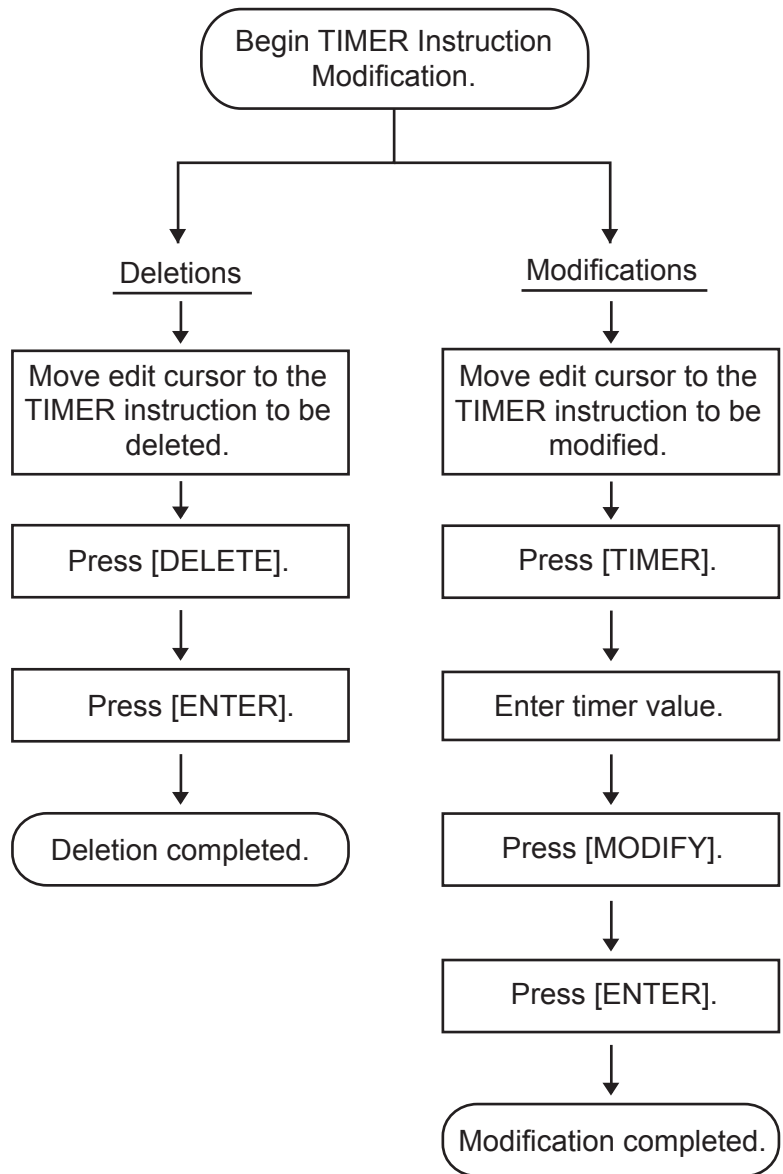 Begin TIMER Instruction
Modification.
Deletions
Move edit cursor to the
TIMER instruction to be
deleted.
Press [DELETE].
Press [ENTER].
Deletion completed.
Modifications
Move edit cursor to the
TIMER instruction to be
modified.
Press [TIMER].
Enter timer value.
Press [MODIFY].
Press [ENTER].
Modification completed.